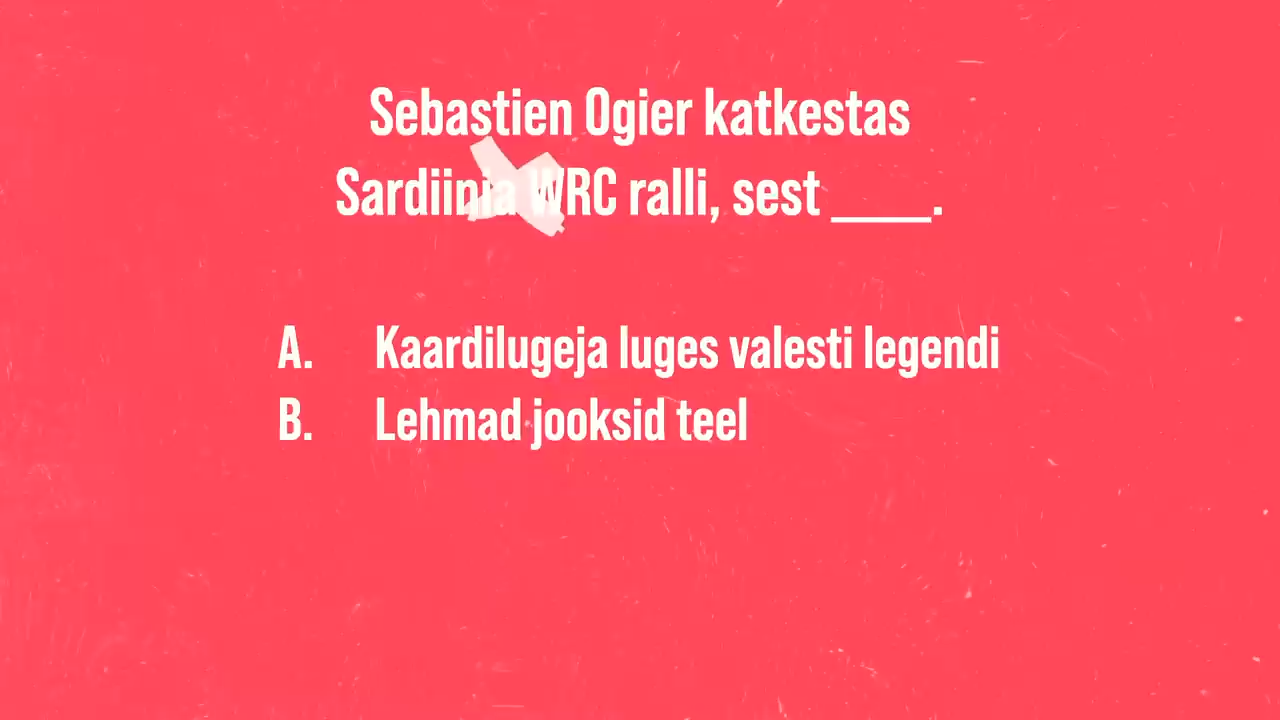 Sebastien Ogier katkestas
Sardiinia WRC ralli, sest ____.
A. Kaardilugeja luges valesti legendi
B. Lehmad jooksid teel